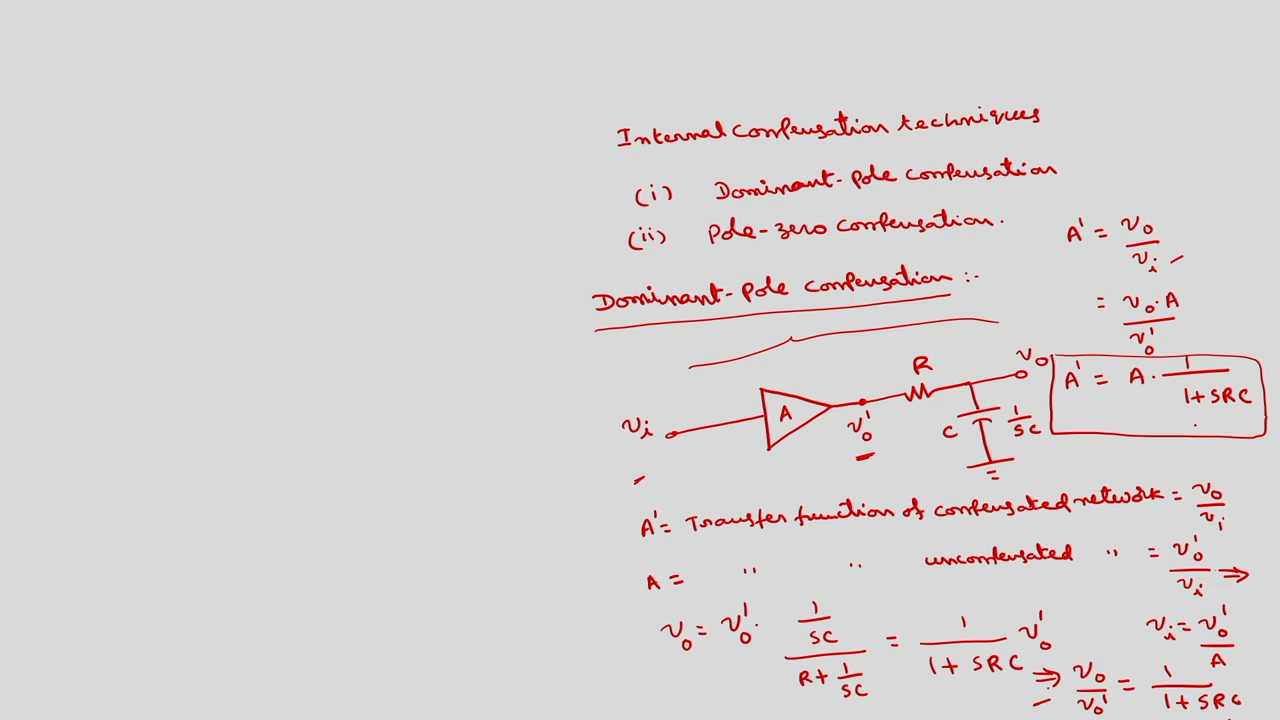 Internal compensation techniques
(i) Dominant-pole compensation
(ii) Pole-zero compensation.
Dominant-pole compensation :-
A' = v₀/vᵢ
= v₀·A/v₀'
A' = A · 1/(1+SRC)
vᵢ A v₀' R C 1/SC v₀
A' = Transfer function of compensated network = v₀/vᵢ
A = " " uncompensated " = v₀'/vᵢ ⇒
v₀ = v₀' · (1/SC)/(R + 1/SC) = 1/(1+SRC) v₀'
vᵢ = v₀'/A
⇒ v₀/v₀' = 1/(1+SRC)